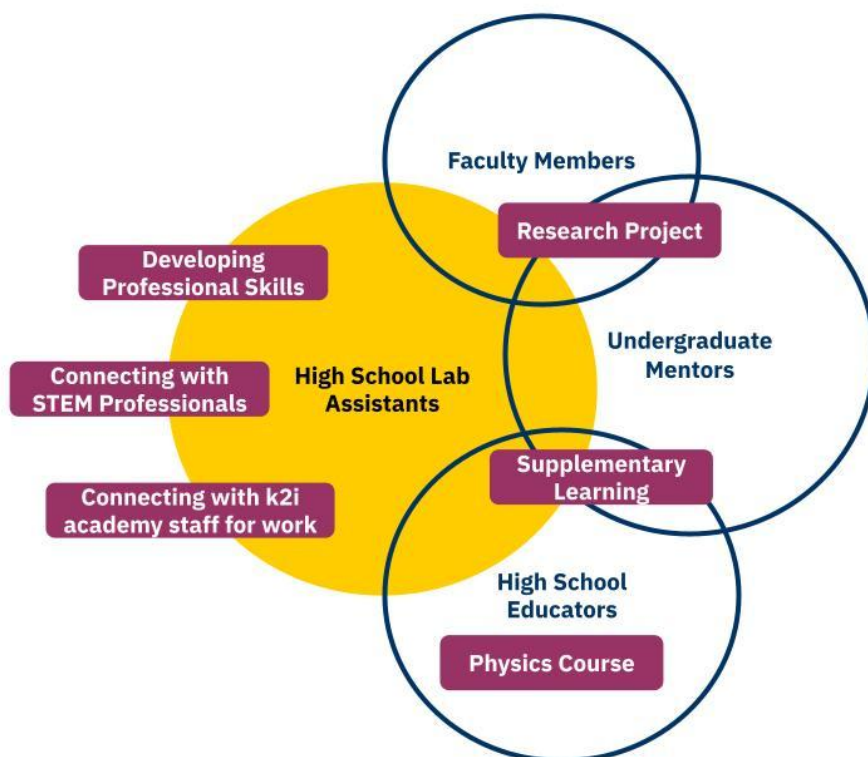 Faculty Members
Research Project
Developing
Professional Skills
Undergraduate
Mentors
Connecting with
STEM Professionals
High School Lab
Assistants
Supplementary
Learning
Connecting with k2i
academy staff for work
High School
Educators
Physics Course